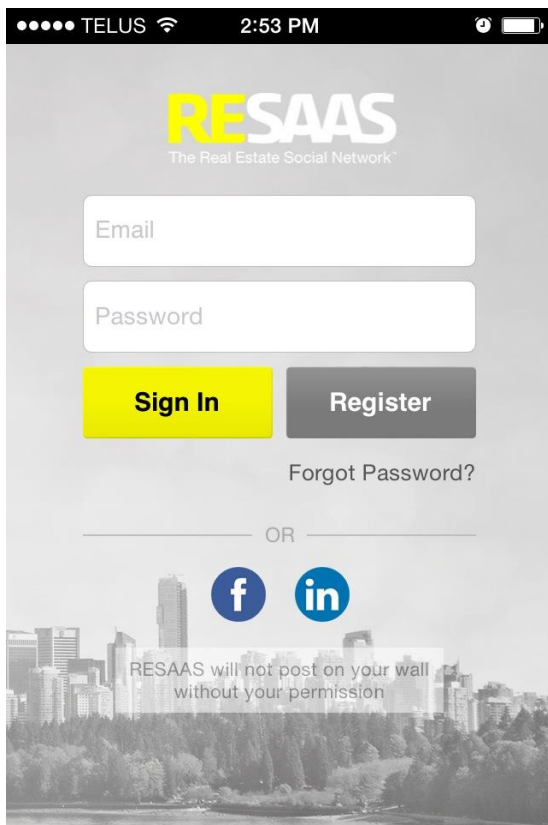 TELUS 2:53 PM
RESAAS
The Real Estate Social Network™
Email
Password
Sign In Register
Forgot Password?
OR
f in
RESAAS will not post on your wall
without your permission